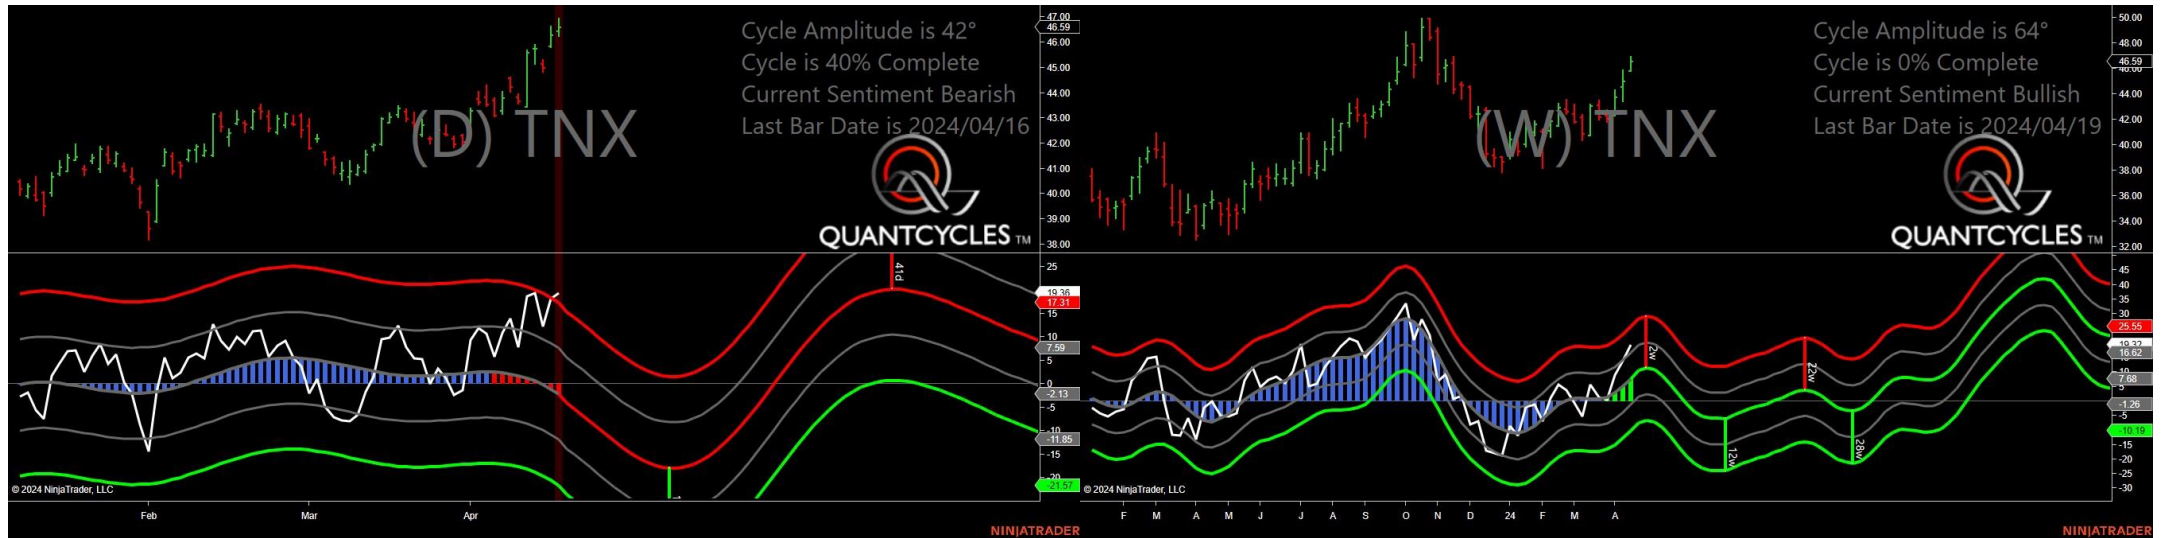 Cycle Amplitude is 42°
Cycle is 40% Complete
Current Sentiment Bearish
Last Bar Date is 2024/04/16
(D) TNX
QUANTCYCLES TM
47.00
46.59
46.00
45.00
44.00
43.00
42.00
41.00
40.00
39.00
38.00
41d
25
19.36
17.31
15
10
7.59
5
0
-2.13
-5
-10
-11.85
-15
-20
-21.57
© 2024 NinjaTrader, LLC
Feb
Mar
Apr
NINJATRADER
Cycle Amplitude is 64°
Cycle is 0% Complete
Current Sentiment Bullish
Last Bar Date is 2024/04/19
(W) TNX
QUANTCYCLES TM
50.00
48.00
46.59
46.00
44.00
42.00
40.00
38.00
36.00
34.00
32.00
2w
22w
12w
28w
45
40
35
30
25.55
19.32
16.62
10
7.68
5
-1.26
-5
-10.19
-15
-20
-25
-30
© 2024 NinjaTrader, LLC
F
M
A
M
J
J
A
S
O
N
D
24
F
M
A
NINJATRADER